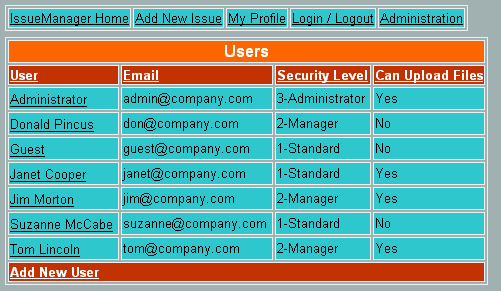 IssueManager Home Add New Issue My Profile Login / Logout Administration
Users
User Email Security Level Can Upload Files
Administrator admin@company.com 3-Administrator Yes
Donald Pincus don@company.com 2-Manager No
Guest guest@company.com 1-Standard No
Janet Cooper janet@company.com 1-Standard Yes
Jim Morton jim@company.com 2-Manager Yes
Suzanne McCabe suzanne@company.com 1-Standard No
Tom Lincoln tom@company.com 2-Manager Yes
Add New User